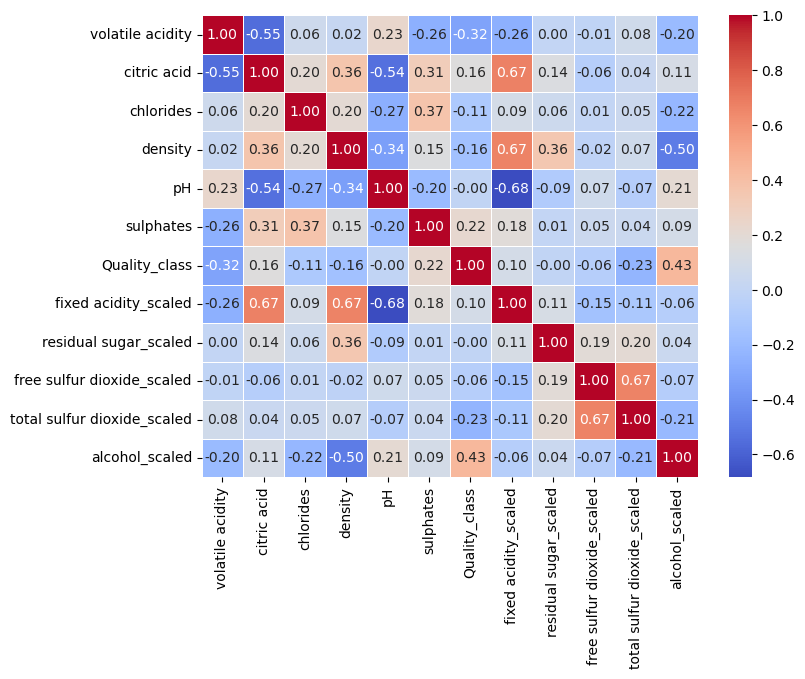 volatile acidity 1.00 -0.55 0.06 0.02 0.23 -0.26 -0.32 -0.26 0.00 -0.01 0.08 -0.20
citric acid -0.55 1.00 0.20 0.36 -0.54 0.31 0.16 0.67 0.14 -0.06 0.04 0.11
chlorides 0.06 0.20 1.00 0.20 -0.27 0.37 -0.11 0.09 0.06 0.01 0.05 -0.22
density 0.02 0.36 0.20 1.00 -0.34 0.15 -0.16 0.67 0.36 -0.02 0.07 -0.50
pH 0.23 -0.54 -0.27 -0.34 1.00 -0.20 -0.00 -0.68 -0.09 0.07 -0.07 0.21
sulphates -0.26 0.31 0.37 0.15 -0.20 1.00 0.22 0.18 0.01 0.05 0.04 0.09
Quality_class -0.32 0.16 -0.11 -0.16 -0.00 0.22 1.00 0.10 -0.00 -0.06 -0.23 0.43
fixed acidity_scaled -0.26 0.67 0.09 0.67 -0.68 0.18 0.10 1.00 0.11 -0.15 -0.11 -0.06
residual sugar_scaled 0.00 0.14 0.06 0.36 -0.09 0.01 -0.00 0.11 1.00 0.19 0.20 0.04
free sulfur dioxide_scaled -0.01 -0.06 0.01 -0.02 0.07 0.05 -0.06 -0.15 0.19 1.00 0.67 -0.07
total sulfur dioxide_scaled 0.08 0.04 0.05 0.07 -0.07 0.04 -0.23 -0.11 0.20 0.67 1.00 -0.21
alcohol_scaled -0.20 0.11 -0.22 -0.50 0.21 0.09 0.43 -0.06 0.04 -0.07 -0.21 1.00
volatile acidity
citric acid
chlorides
density
pH
sulphates
Quality_class
fixed acidity_scaled
residual sugar_scaled
free sulfur dioxide_scaled
total sulfur dioxide_scaled
alcohol_scaled
1.0
0.8
0.6
0.4
0.2
0.0
−0.2
−0.4
−0.6